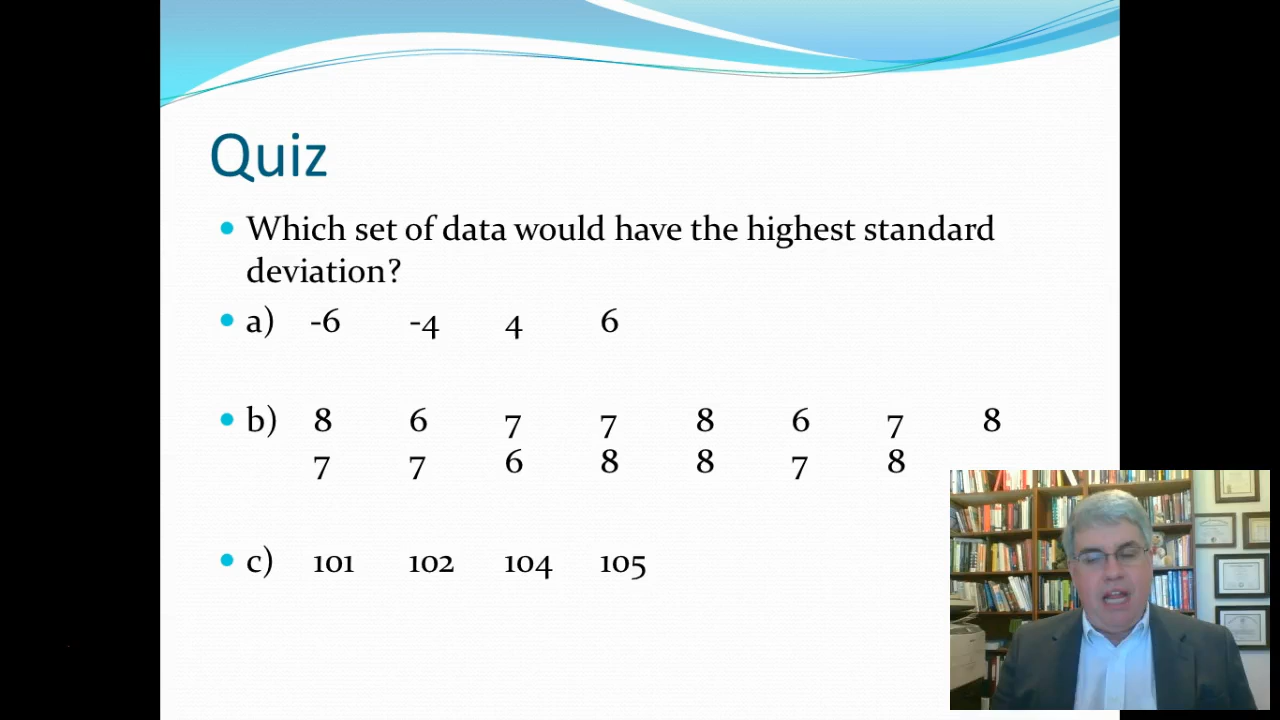 Quiz
Which set of data would have the highest standard
deviation?
a) -6 -4 4 6
b) 8 6 7 7 8 6 7 8
7 7 6 8 8 7 8
c) 101 102 104 105